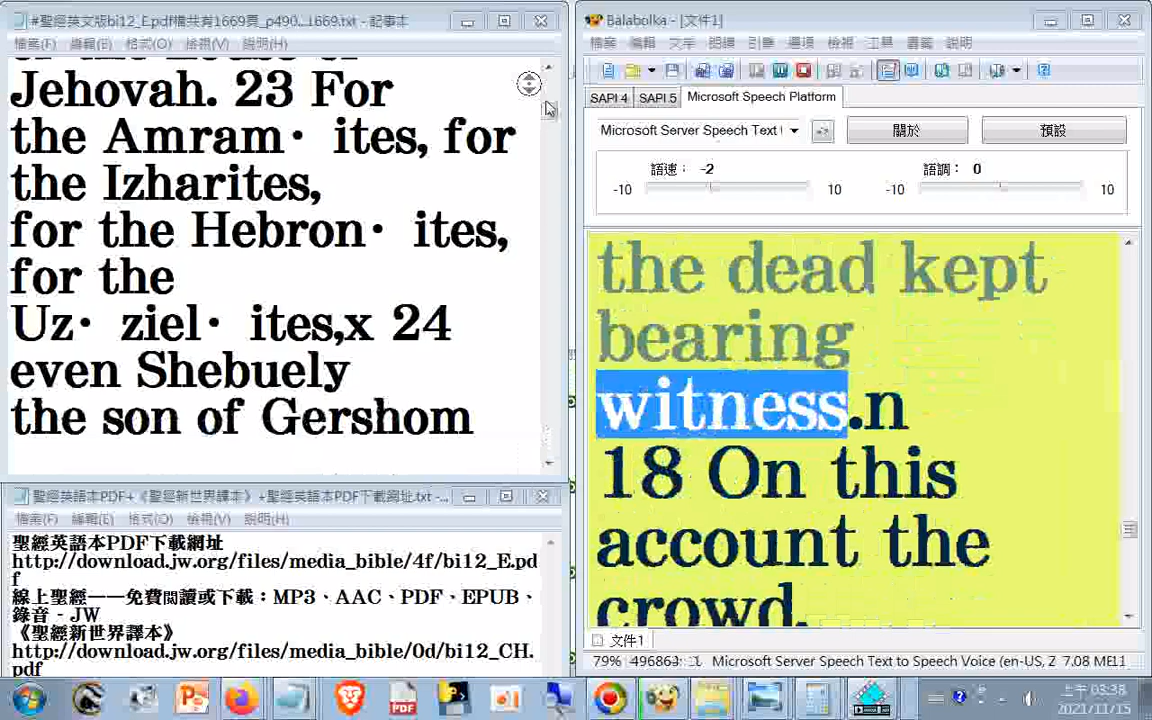 #聖經英文版bi12_E.pdf檔共有1669頁_p490...1669.txt - 記事本
檔案(F) 編輯(E) 格式(O) 檢視(V) 說明(H)
of the house of
Jehovah. 23 For
the Amram· ites, for
the Izharites,
for the Hebron· ites,
for the
Uz· ziel· ites,x 24
even Shebuely
the son of Gershom
聖經英語本PDF+《聖經新世界譯本》+聖經英語本PDF下載網址.txt -...
檔案(F) 編輯(E) 格式(O) 檢視(V) 說明(H)
聖經英語本PDF下載網址
http://download.jw.org/files/media_bible/4f/bi12_E.pd
f
線上聖經——免費閱讀或下載：MP3、AAC、PDF、EPUB、
錄音 - JW
《聖經新世界譯本》
http://download.jw.org/files/media_bible/0d/bi12_CH.
pdf
Balabolka - [文件1]
檔案 編輯 文字 朗讀 引擎 選項 檢視 工具 書籤 說明
SAPI 4 SAPI 5 Microsoft Speech Platform
Microsoft Server Speech Text 關於 預設
語速： -2 語調： 0
-10 10 -10 10
the dead kept
bearing
witness.n
18 On this
account the
crowd,
文件1
79% Microsoft Server Speech Text to Speech Voice (en-US, Z
上午 03:38
2021/11/15